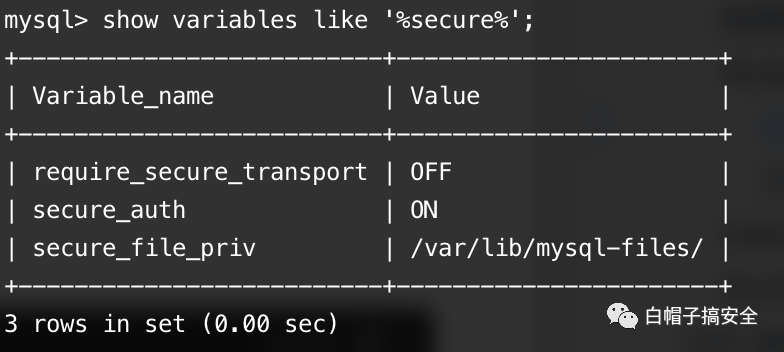 mysql> show variables like '%secure%';
+--------------------------+------------------------+
| Variable_name | Value |
+--------------------------+------------------------+
| require_secure_transport | OFF |
| secure_auth | ON |
| secure_file_priv | /var/lib/mysql-files/ |
+--------------------------+------------------------+
3 rows in set (0.00 sec)
白帽子搞安全